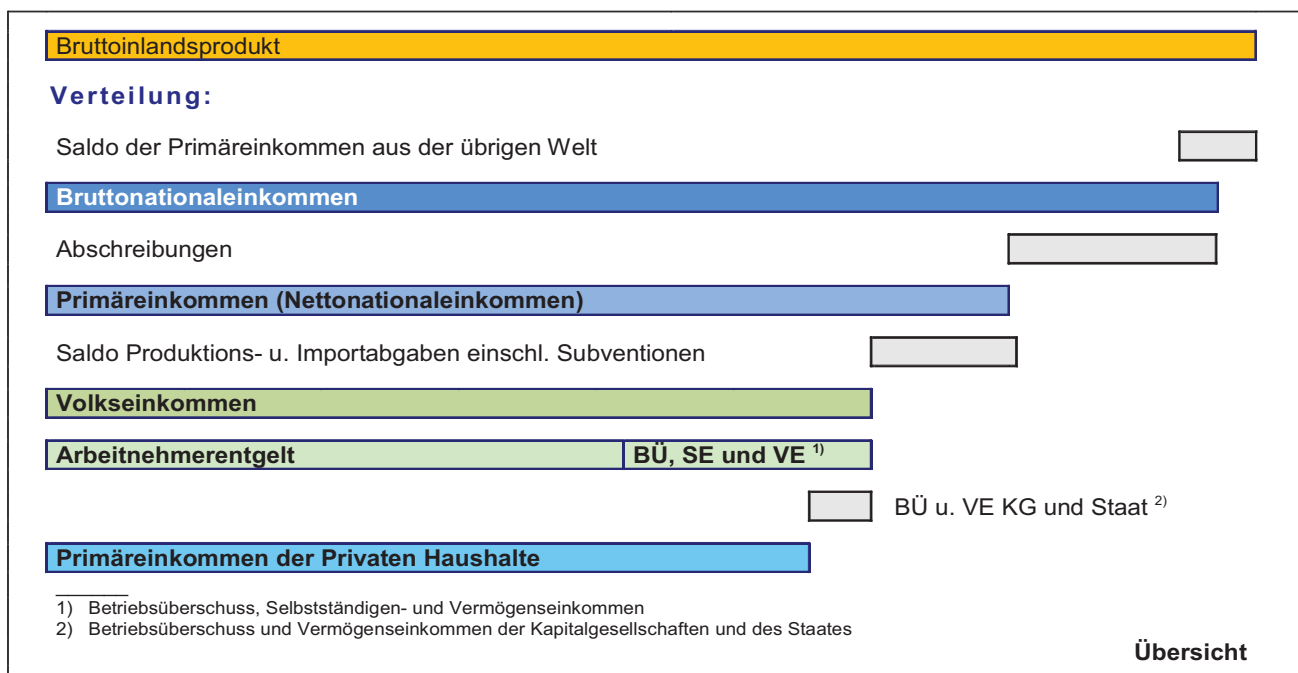 Bruttoinlandsprodukt
Verteilung:
Saldo der Primäreinkommen aus der übrigen Welt
Bruttonationaleinkommen
Abschreibungen
Primäreinkommen (Nettonationaleinkommen)
Saldo Produktions- u. Importabgaben einschl. Subventionen
Volkseinkommen
Arbeitnehmerentgelt BÜ, SE und VE ¹⁾
BÜ u. VE KG und Staat ²⁾
Primäreinkommen der Privaten Haushalte
1) Betriebsüberschuss, Selbstständigen- und Vermögenseinkommen
2) Betriebsüberschuss und Vermögenseinkommen der Kapitalgesellschaften und des Staates
Übersicht